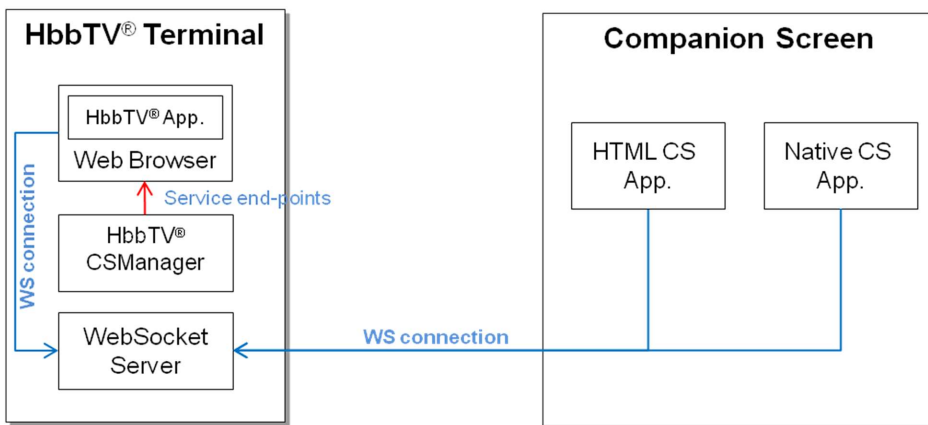 HbbTV® Terminal
HbbTV® App.
Web Browser
Service end-points
HbbTV®
CSManager
WS connection
WebSocket
Server
WS connection
Companion Screen
HTML CS
App.
Native CS
App.